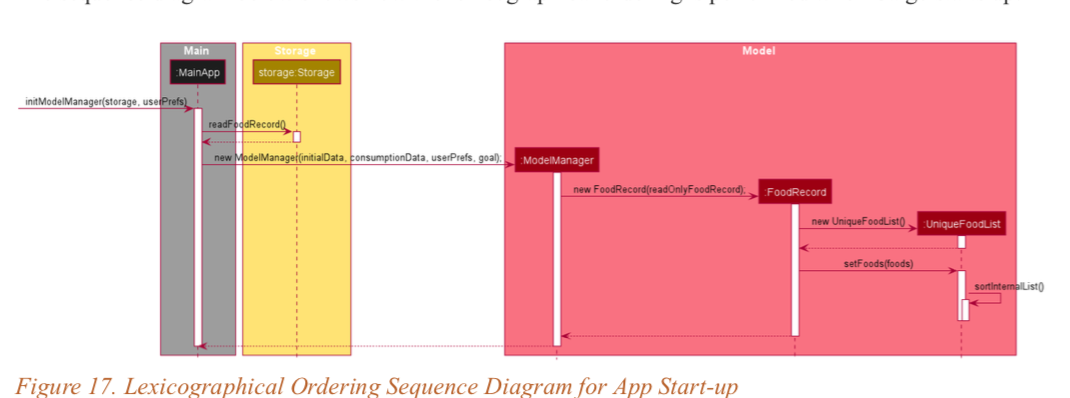 Main
Storage
Model
:MainApp
storage:Storage
initModelManager(storage, userPrefs)
readFoodRecord()
new ModelManager(initialData, consumptionData, userPrefs, goal);
:ModelManager
new FoodRecord(readOnlyFoodRecord);
:FoodRecord
new UniqueFoodList()
:UniqueFoodList
setFoods(foods)
sortInternalList()
Figure 17. Lexicographical Ordering Sequence Diagram for App Start-up